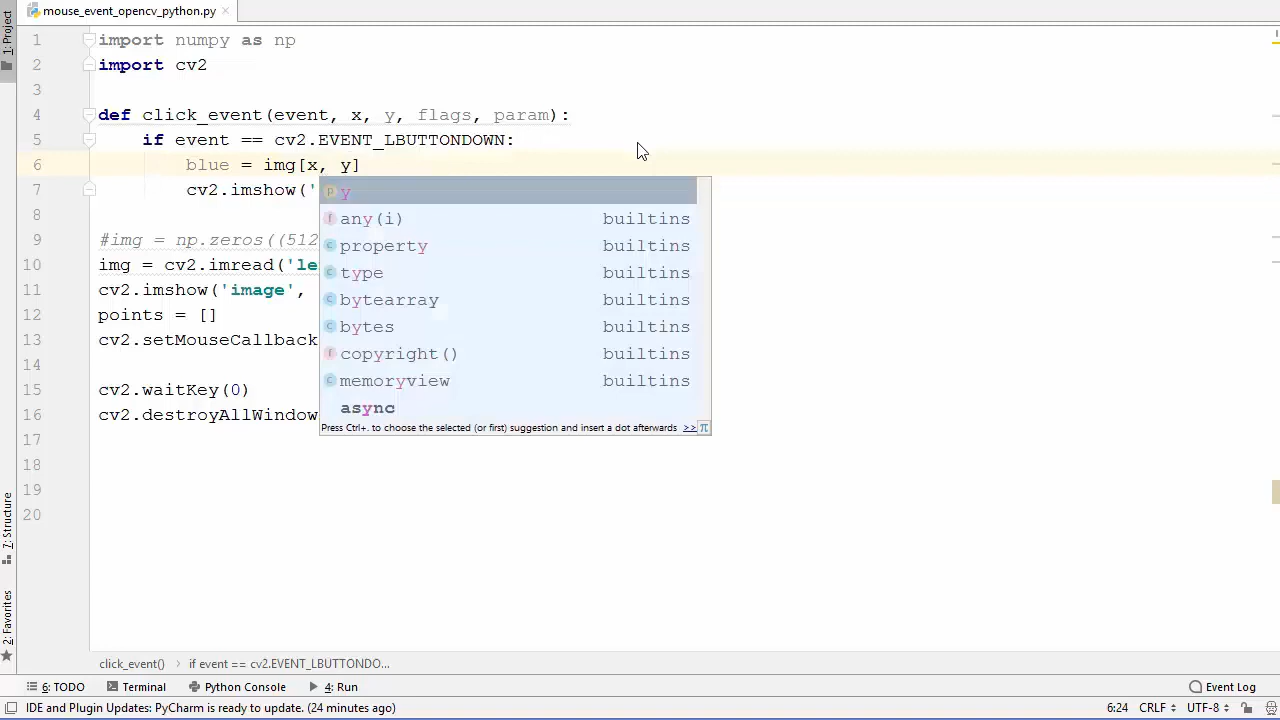 mouse_event_opencv_python.py
1: Project
1 import numpy as np
2 import cv2
3
4 def click_event(event, x, y, flags, param):
5 if event == cv2.EVENT_LBUTTONDOWN:
6 blue = img[x, y]
7 cv2.imshow('
8
9 #img = np.zeros((512
10 img = cv2.imread('le
11 cv2.imshow('image',
12 points = []
13 cv2.setMouseCallback
14
15 cv2.waitKey(0)
16 cv2.destroyAllWindow
17
18
19
20
y
any(i) builtins
property builtins
type builtins
bytearray builtins
bytes builtins
copyright() builtins
memoryview builtins
async
Press Ctrl+. to choose the selected (or first) suggestion and insert a dot afterwards >> π
7: Structure
2: Favorites
click_event() › if event == cv2.EVENT_LBUTTONDO...
6: TODO Terminal Python Console 4: Run Event Log
IDE and Plugin Updates: PyCharm is ready to update. (24 minutes ago) 6:24 CRLF UTF-8